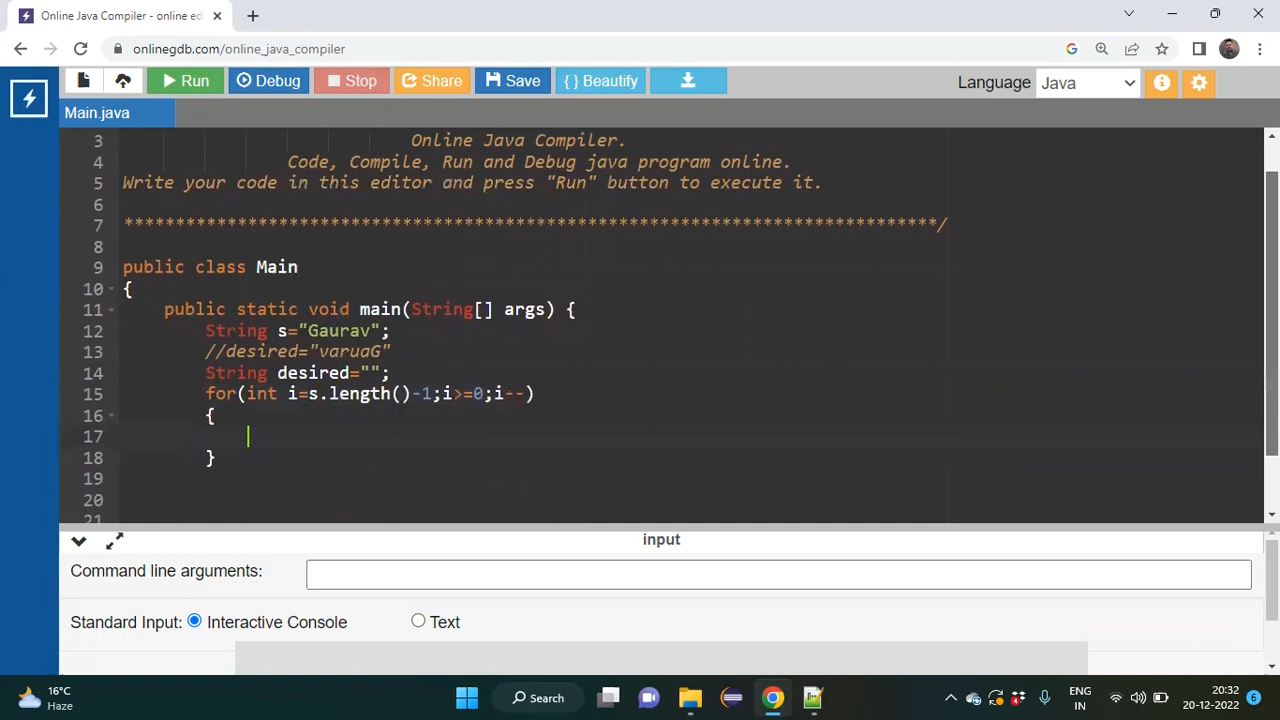 Online Java Compiler - online ed
onlinegdb.com/online_java_compiler
Run Debug Stop Share Save { } Beautify Language Java
Main.java
3 Online Java Compiler.
4 Code, Compile, Run and Debug java program online.
5 Write your code in this editor and press "Run" button to execute it.
6
7 *******************************************************************************/
8
9 public class Main
10 {
11 public static void main(String[] args) {
12 String s="Gaurav";
13 //desired="varuaG"
14 String desired="";
15 for(int i=s.length()-1;i>=0;i--)
16 {
17
18 }
19
20
21
input
Command line arguments:
Standard Input: Interactive Console Text
16°C
Haze
Search
ENG
IN
20:32
20-12-2022
6